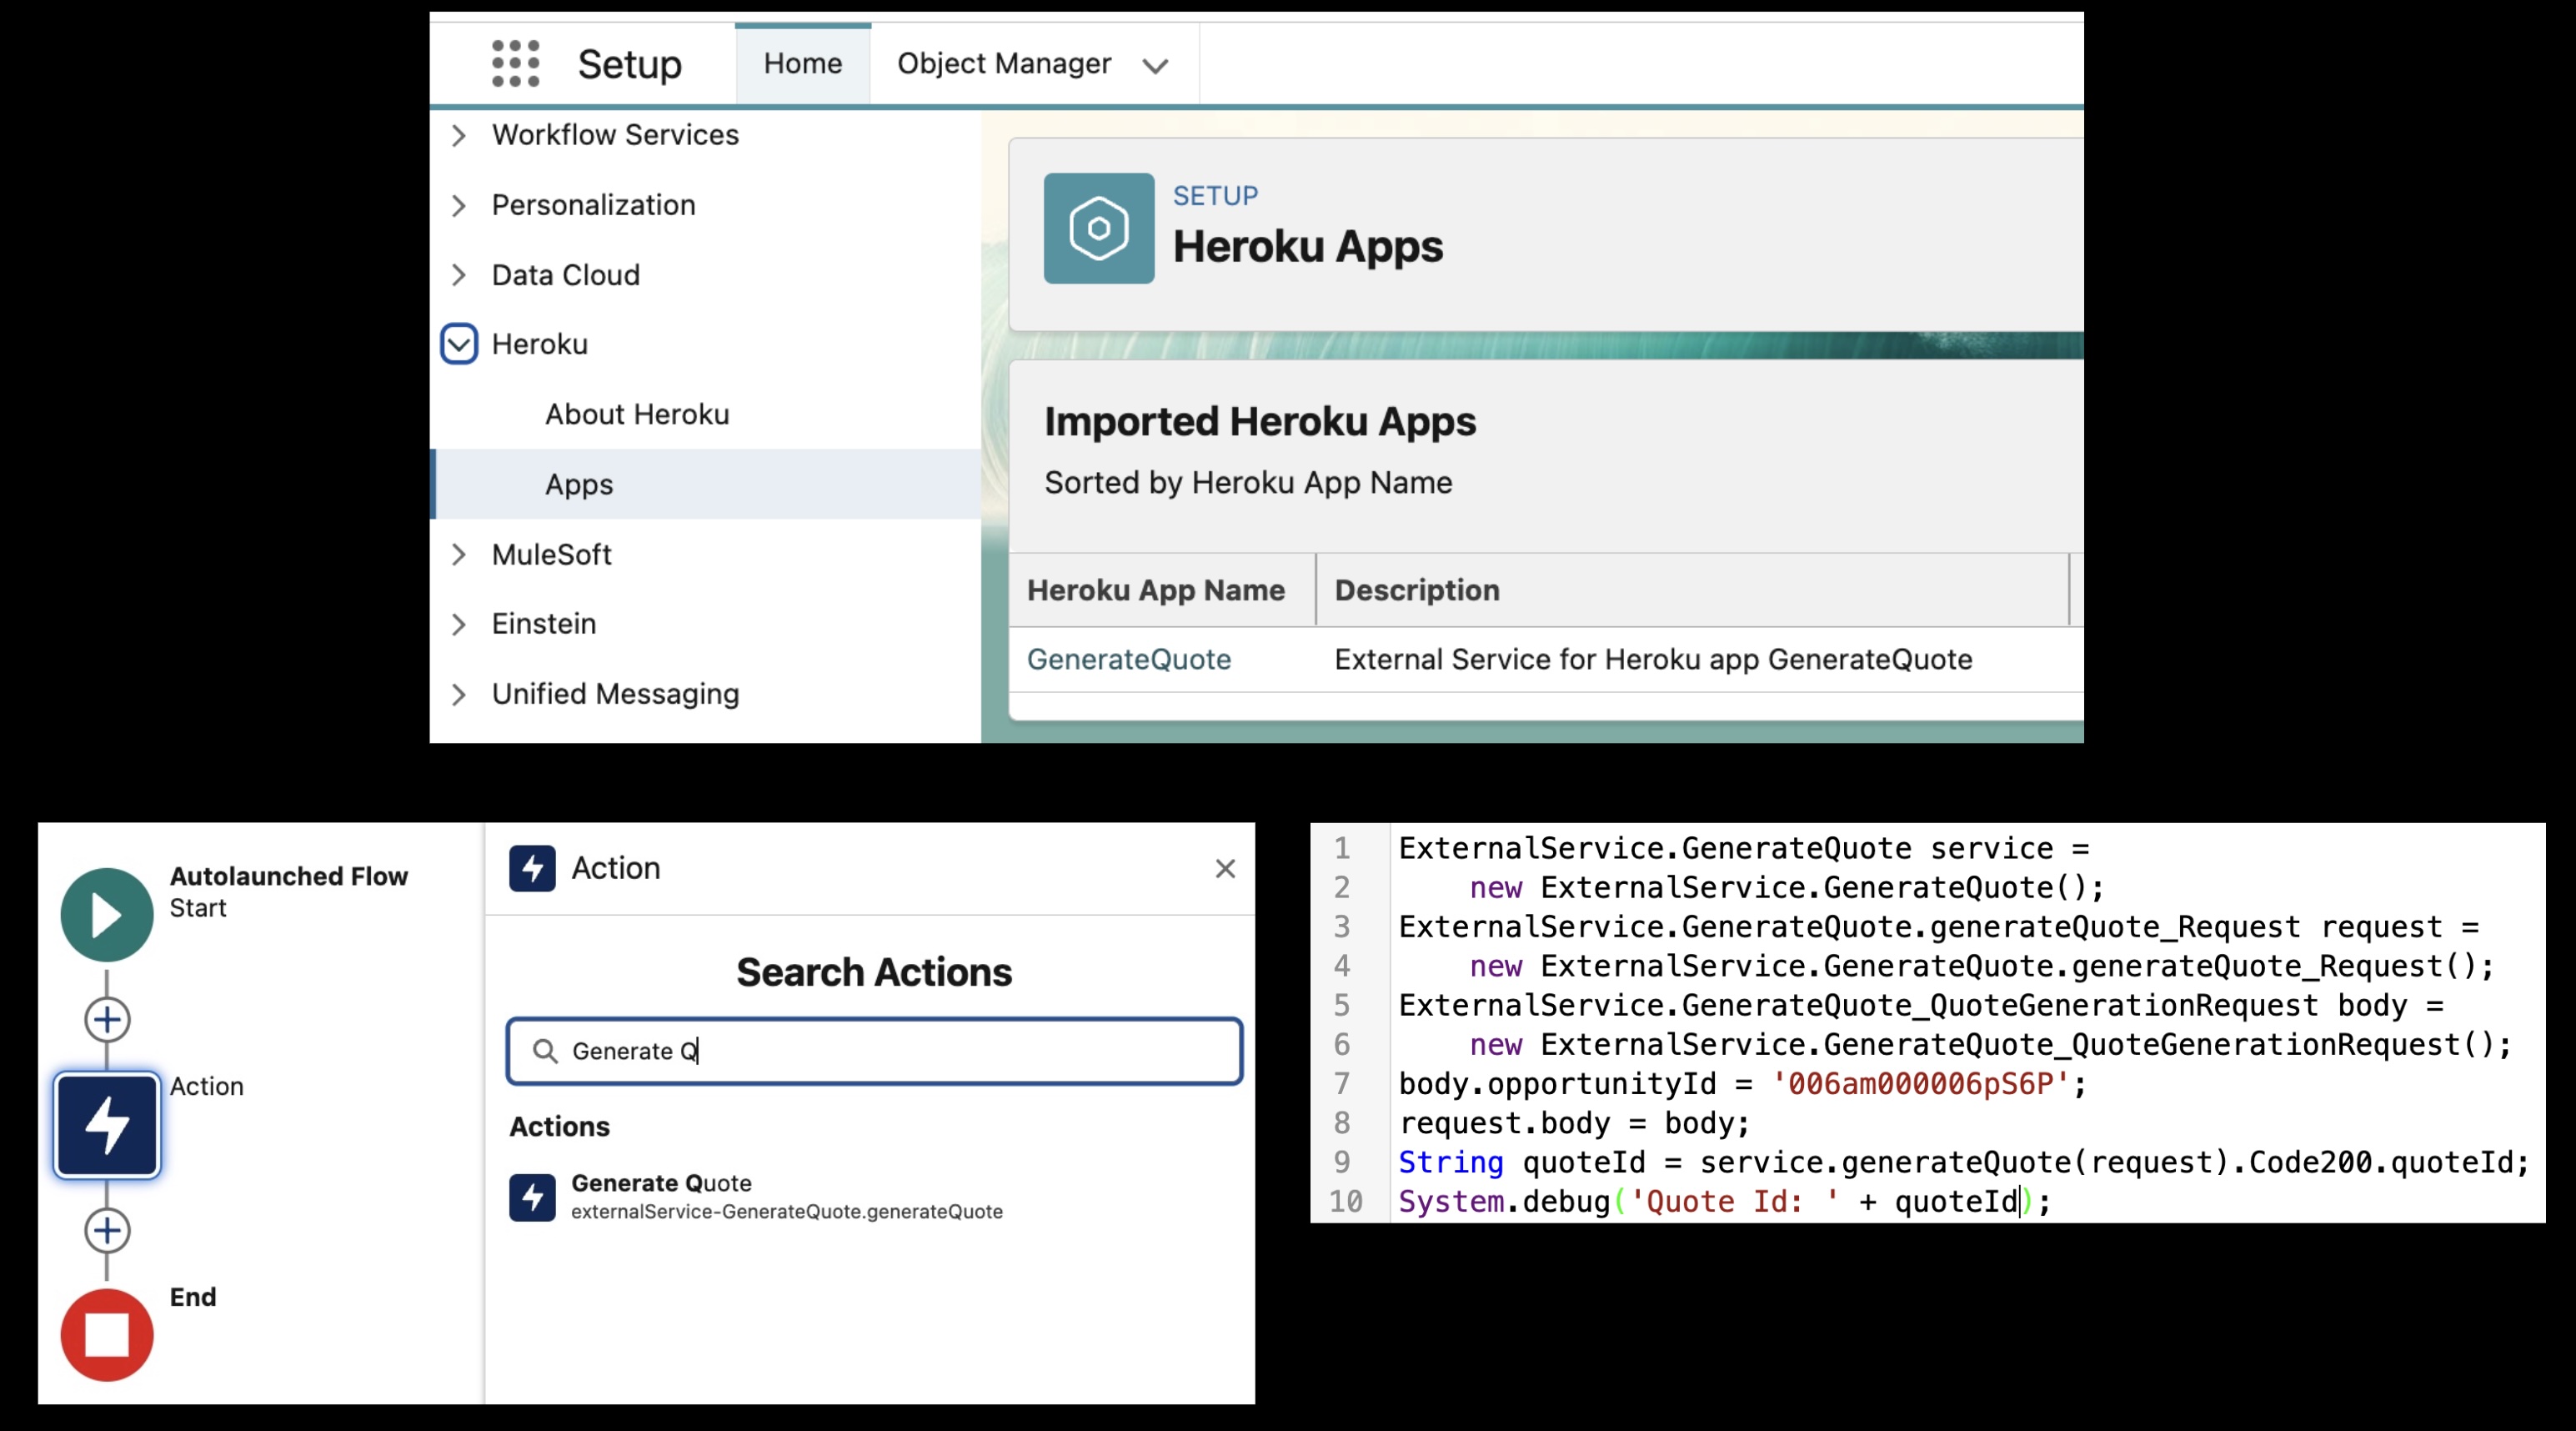 Setup
Home
Object Manager
Workflow Services
Personalization
Data Cloud
Heroku
About Heroku
Apps
MuleSoft
Einstein
Unified Messaging
SETUP
Heroku Apps
Imported Heroku Apps
Sorted by Heroku App Name
Heroku App Name
Description
GenerateQuote
External Service for Heroku app GenerateQuote
Autolaunched Flow
Start
Action
End
Action
Search Actions
Generate Q
Actions
Generate Quote
externalService-GenerateQuote.generateQuote
1 ExternalService.GenerateQuote service =
2 new ExternalService.GenerateQuote();
3 ExternalService.GenerateQuote.generateQuote_Request request =
4 new ExternalService.GenerateQuote.generateQuote_Request();
5 ExternalService.GenerateQuote_QuoteGenerationRequest body =
6 new ExternalService.GenerateQuote_QuoteGenerationRequest();
7 body.opportunityId = '006am000006pS6P';
8 request.body = body;
9 String quoteId = service.generateQuote(request).Code200.quoteId;
10 System.debug('Quote Id: ' + quoteId);